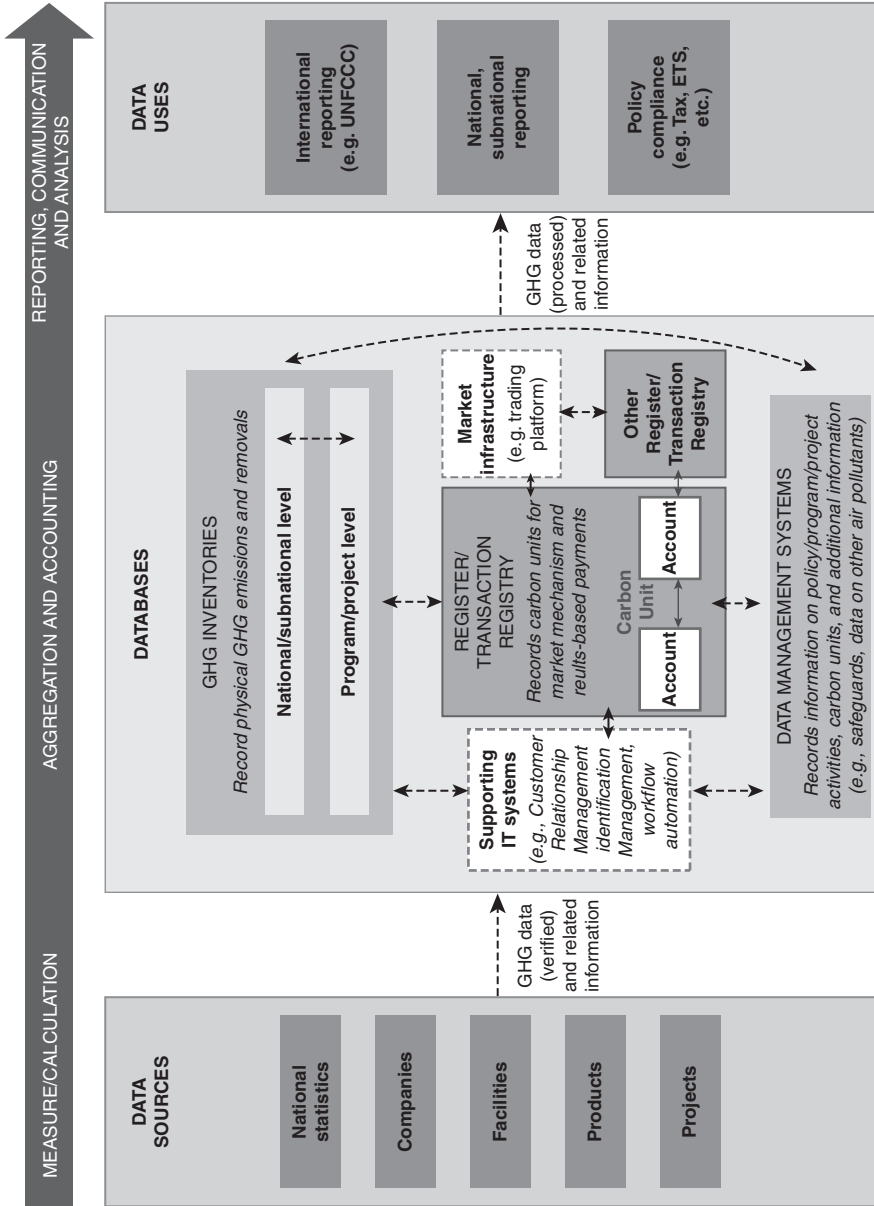 MEASURE/CALCULATION
AGGREGATION AND ACCOUNTING
REPORTING, COMMUNICATION
AND ANALYSIS
DATA
SOURCES
National
statistics
Companies
Facilities
Products
Projects
GHG data
(verified)
and related
information
DATABASES
GHG INVENTORIES
Record physical GHG emissions and removals
National/subnational level
Program/project level
Supporting
IT systems
(e.g., Customer
Relationship
Management
identification
Management,
workflow
automation)
REGISTER/
TRANSACTION
REGISTRY
Records carbon units for
market mechanism and
reults-based payments
Carbon
Unit
Account
Account
Market
infrastructure
(e.g. trading
platform)
Other
Register/
Transaction
Registry
DATA MANAGEMENT SYSTEMS
Records information on policy/program/project
activities, carbon units, and additional information
(e.g., safeguards, data on other air pollutants)
GHG data
(processed)
and related
information
DATA
USES
International
reporting
(e.g. UNFCCC)
National,
subnational
reporting
Policy
compliance
(e.g. Tax, ETS,
etc.)